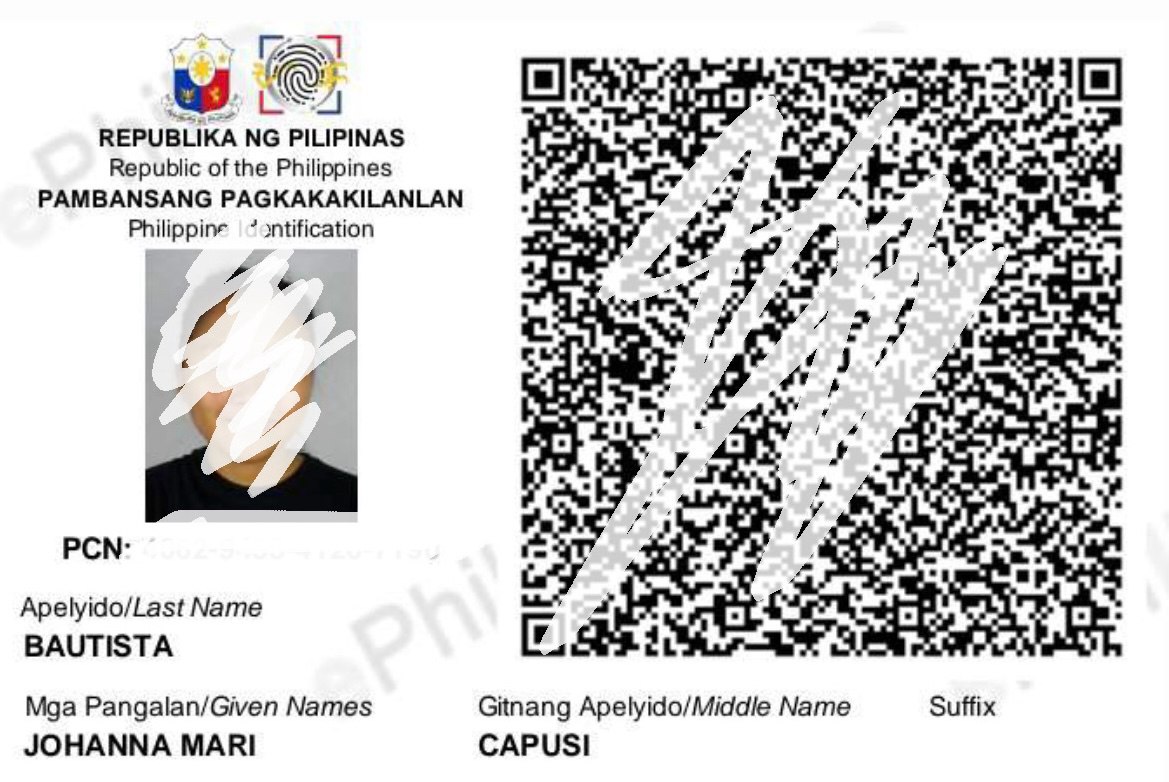 REPUBLIKA NG PILIPINAS
Republic of the Philippines
PAMBANSANG PAGKAKAKILANLAN
Philippine Identification
PCN:
Apelyido/Last Name
BAUTISTA
Mga Pangalan/Given Names
JOHANNA MARI
Gitnang Apelyido/Middle Name
CAPUSI
Suffix